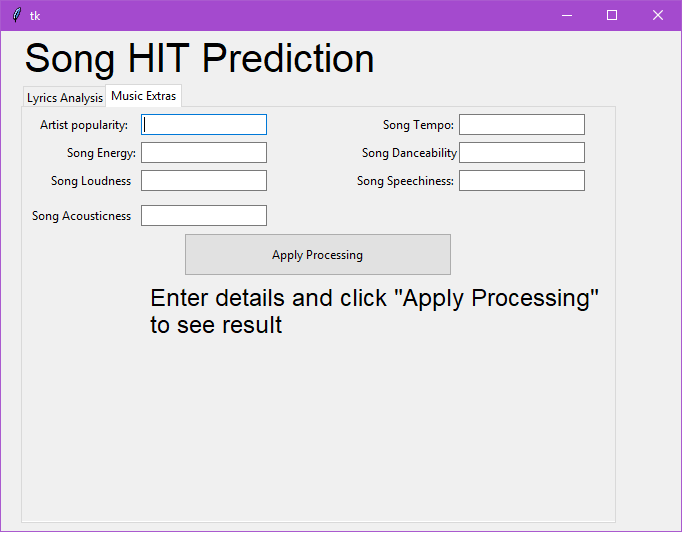 tk
Song HIT Prediction
Lyrics Analysis Music Extras
Artist popularity: Song Tempo:
Song Energy: Song Danceability
Song Loudness Song Speechiness:
Song Acousticness
Apply Processing
Enter details and click "Apply Processing"
to see result